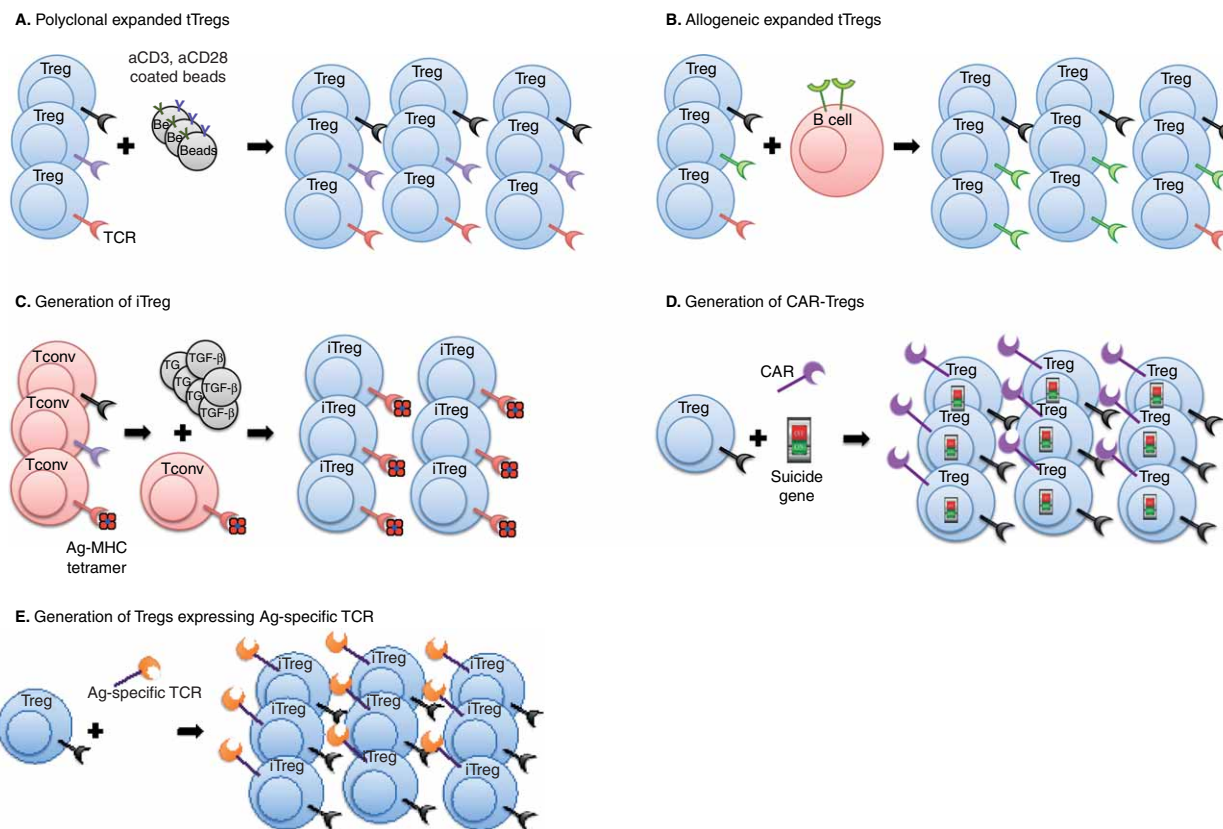 A. Polyclonal expanded tTregs
aCD3, aCD28
coated beads
Treg
Treg
Treg
Be
Be
Beads
TCR
Treg
Treg
Treg
Treg
Treg
Treg
Treg
Treg
Treg
B. Allogeneic expanded tTregs
Treg
Treg
Treg
B cell
Treg
Treg
Treg
Treg
Treg
Treg
Treg
Treg
Treg
C. Generation of iTreg
Tconv
Tconv
Tconv
Ag-MHC
tetramer
TG
TGF-β
TG
TGF-β
TG
TGF-β
Tconv
iTreg
iTreg
iTreg
iTreg
iTreg
iTreg
D. Generation of CAR-Tregs
CAR
Treg
Suicide
gene
Treg
Treg
Treg
Treg
Treg
Treg
Treg
Treg
Treg
E. Generation of Tregs expressing Ag-specific TCR
Treg
Ag-specific TCR
iTreg
iTreg
iTreg
iTreg
iTreg
iTreg
iTreg
iTreg
iTreg